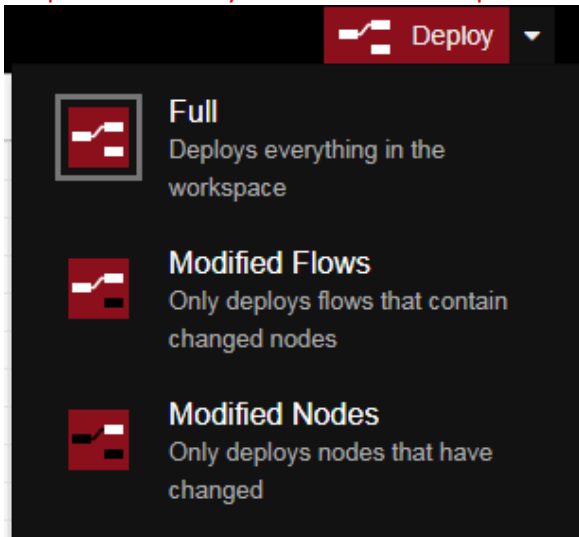 Deploy
Full
Deploys everything in the
workspace
Modified Flows
Only deploys flows that contain
changed nodes
Modified Nodes
Only deploys nodes that have
changed